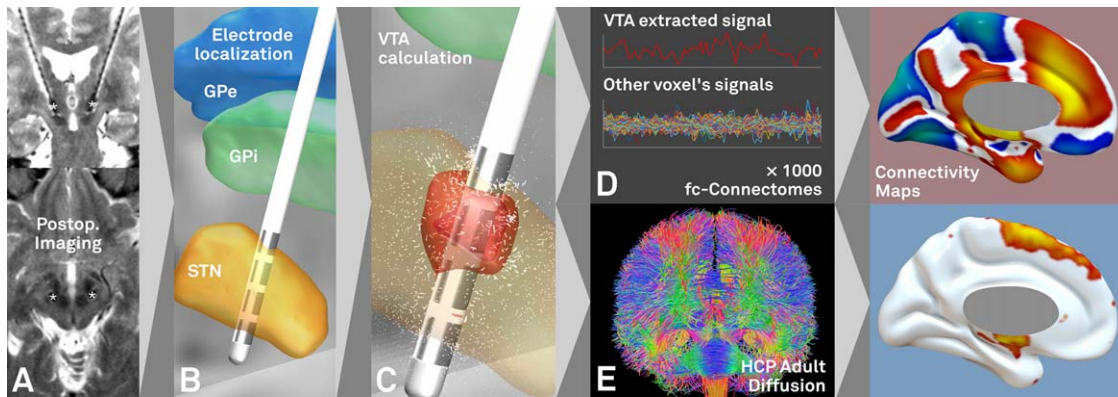 Postop.
Imaging
A
Electrode
localization
GPe
GPi
STN
B
VTA
calculation
C
VTA extracted signal
Other voxel's signals
× 1000
fc-Connectomes
D
HCP Adult
Diffusion
E
Connectivity
Maps